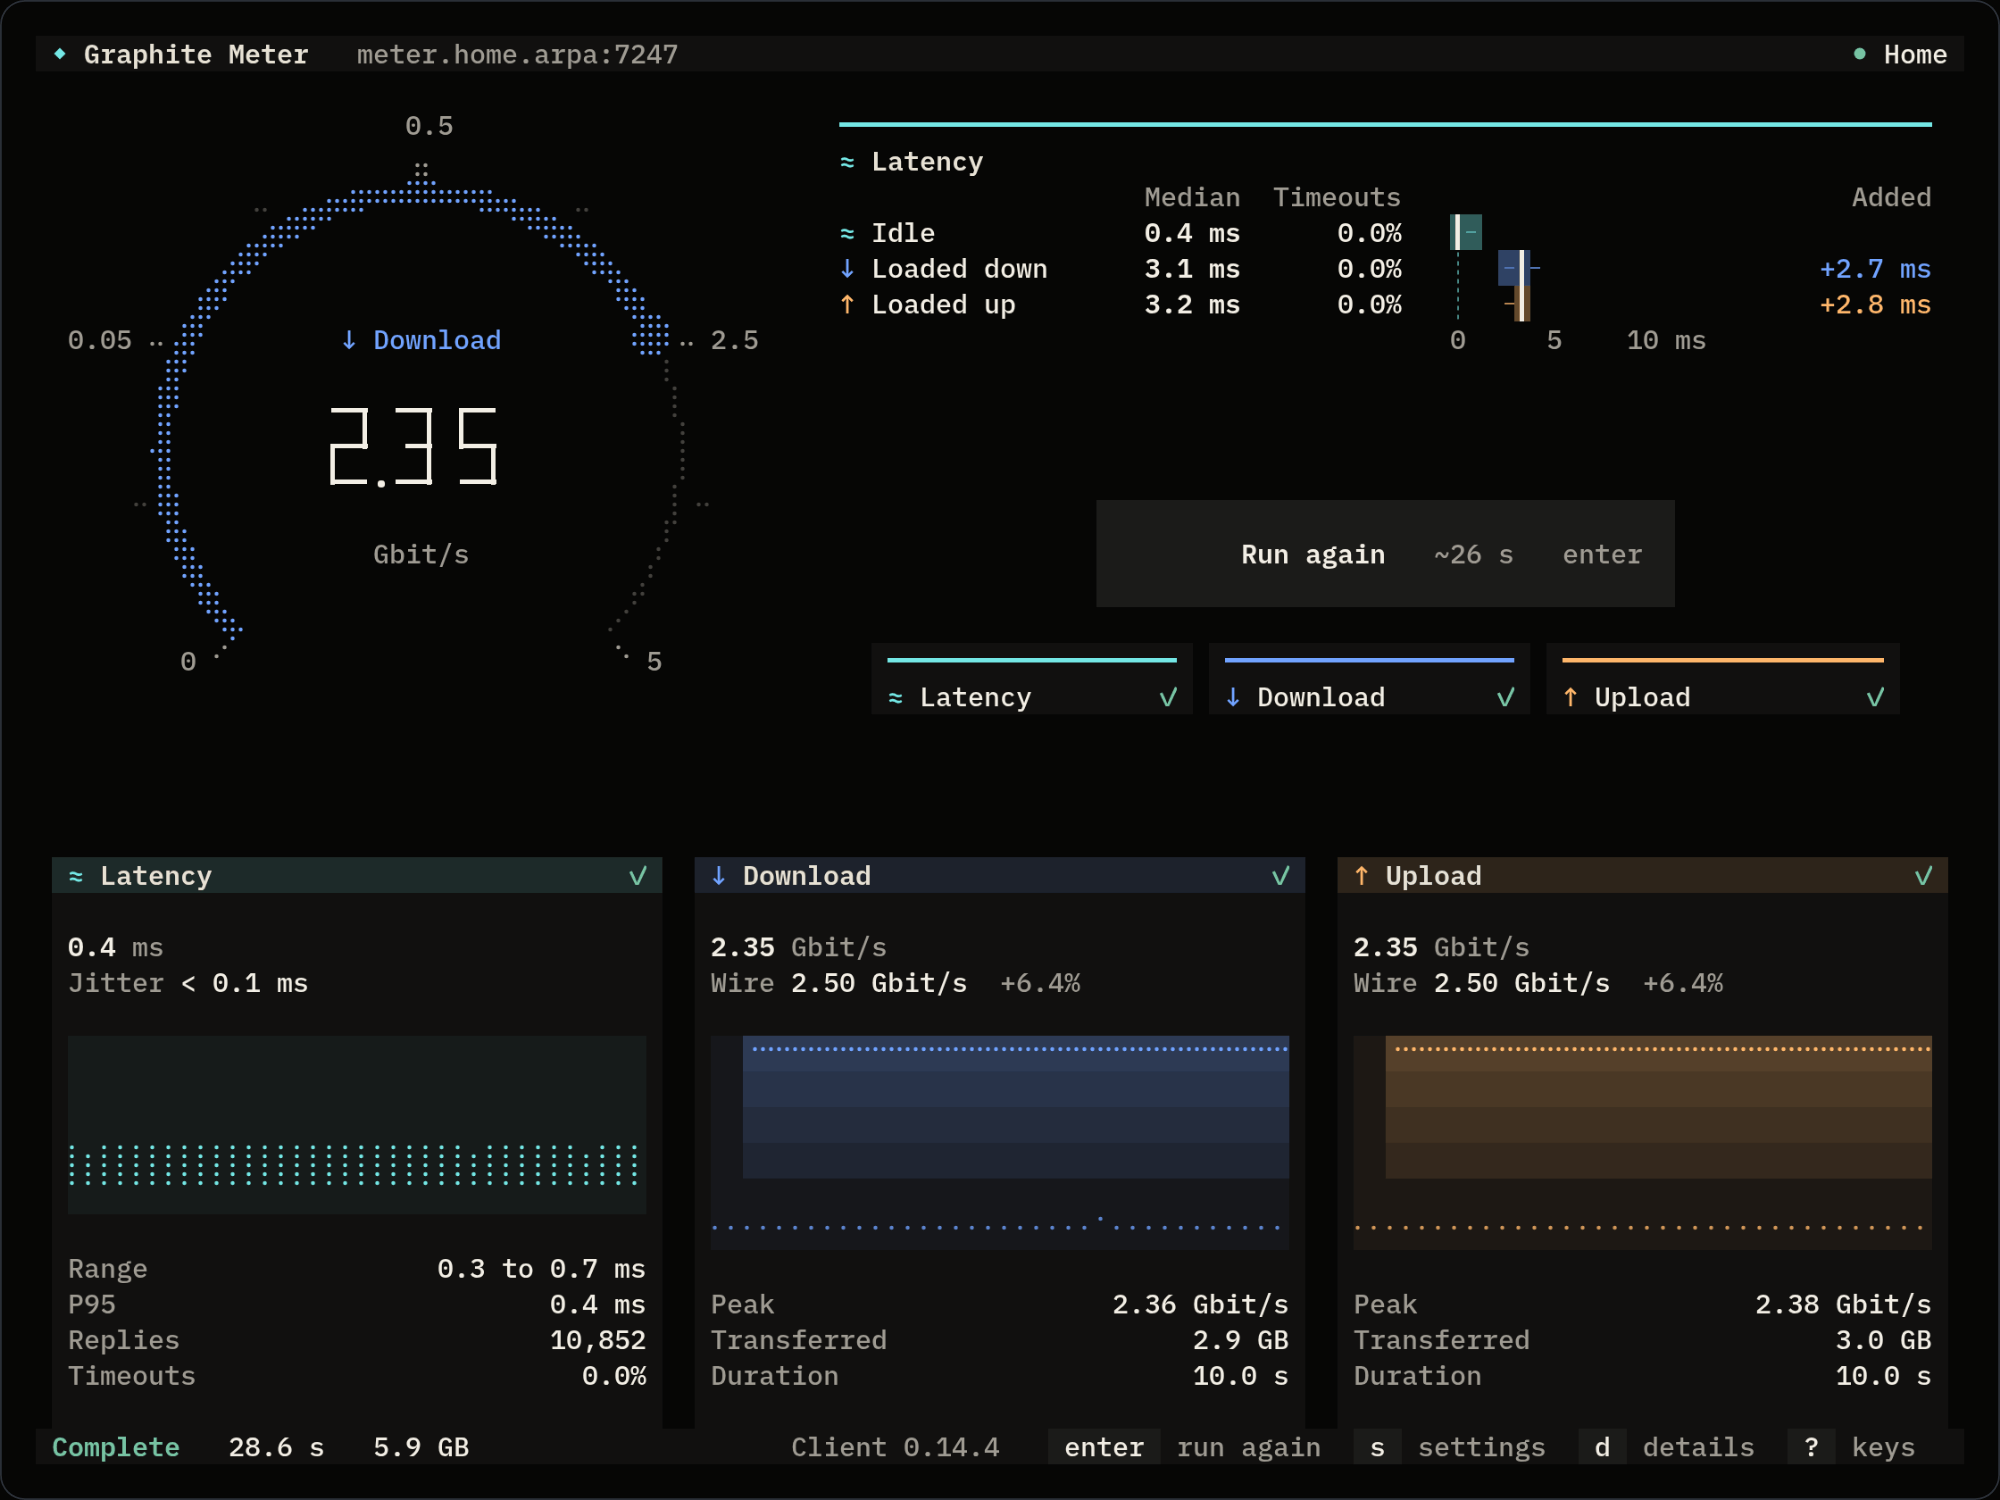 ◆ Graphite Meter meter.home.arpa:7247 ● Home
0.5
0.05
2.5
↓ Download
2.35
Gbit/s
0
5
≈ Latency
Median Timeouts Added
≈ Idle 0.4 ms 0.0%
↓ Loaded down 3.1 ms 0.0% +2.7 ms
↑ Loaded up 3.2 ms 0.0% +2.8 ms
0 5 10 ms
Run again ~26 s enter
≈ Latency ✓
↓ Download ✓
↑ Upload ✓
≈ Latency ✓
0.4 ms
Jitter < 0.1 ms
Range 0.3 to 0.7 ms
P95 0.4 ms
Replies 10,852
Timeouts 0.0%
↓ Download ✓
2.35 Gbit/s
Wire 2.50 Gbit/s +6.4%
Peak 2.36 Gbit/s
Transferred 2.9 GB
Duration 10.0 s
↑ Upload ✓
2.35 Gbit/s
Wire 2.50 Gbit/s +6.4%
Peak 2.38 Gbit/s
Transferred 3.0 GB
Duration 10.0 s
Complete 28.6 s 5.9 GB Client 0.14.4 enter run again s settings d details ? keys